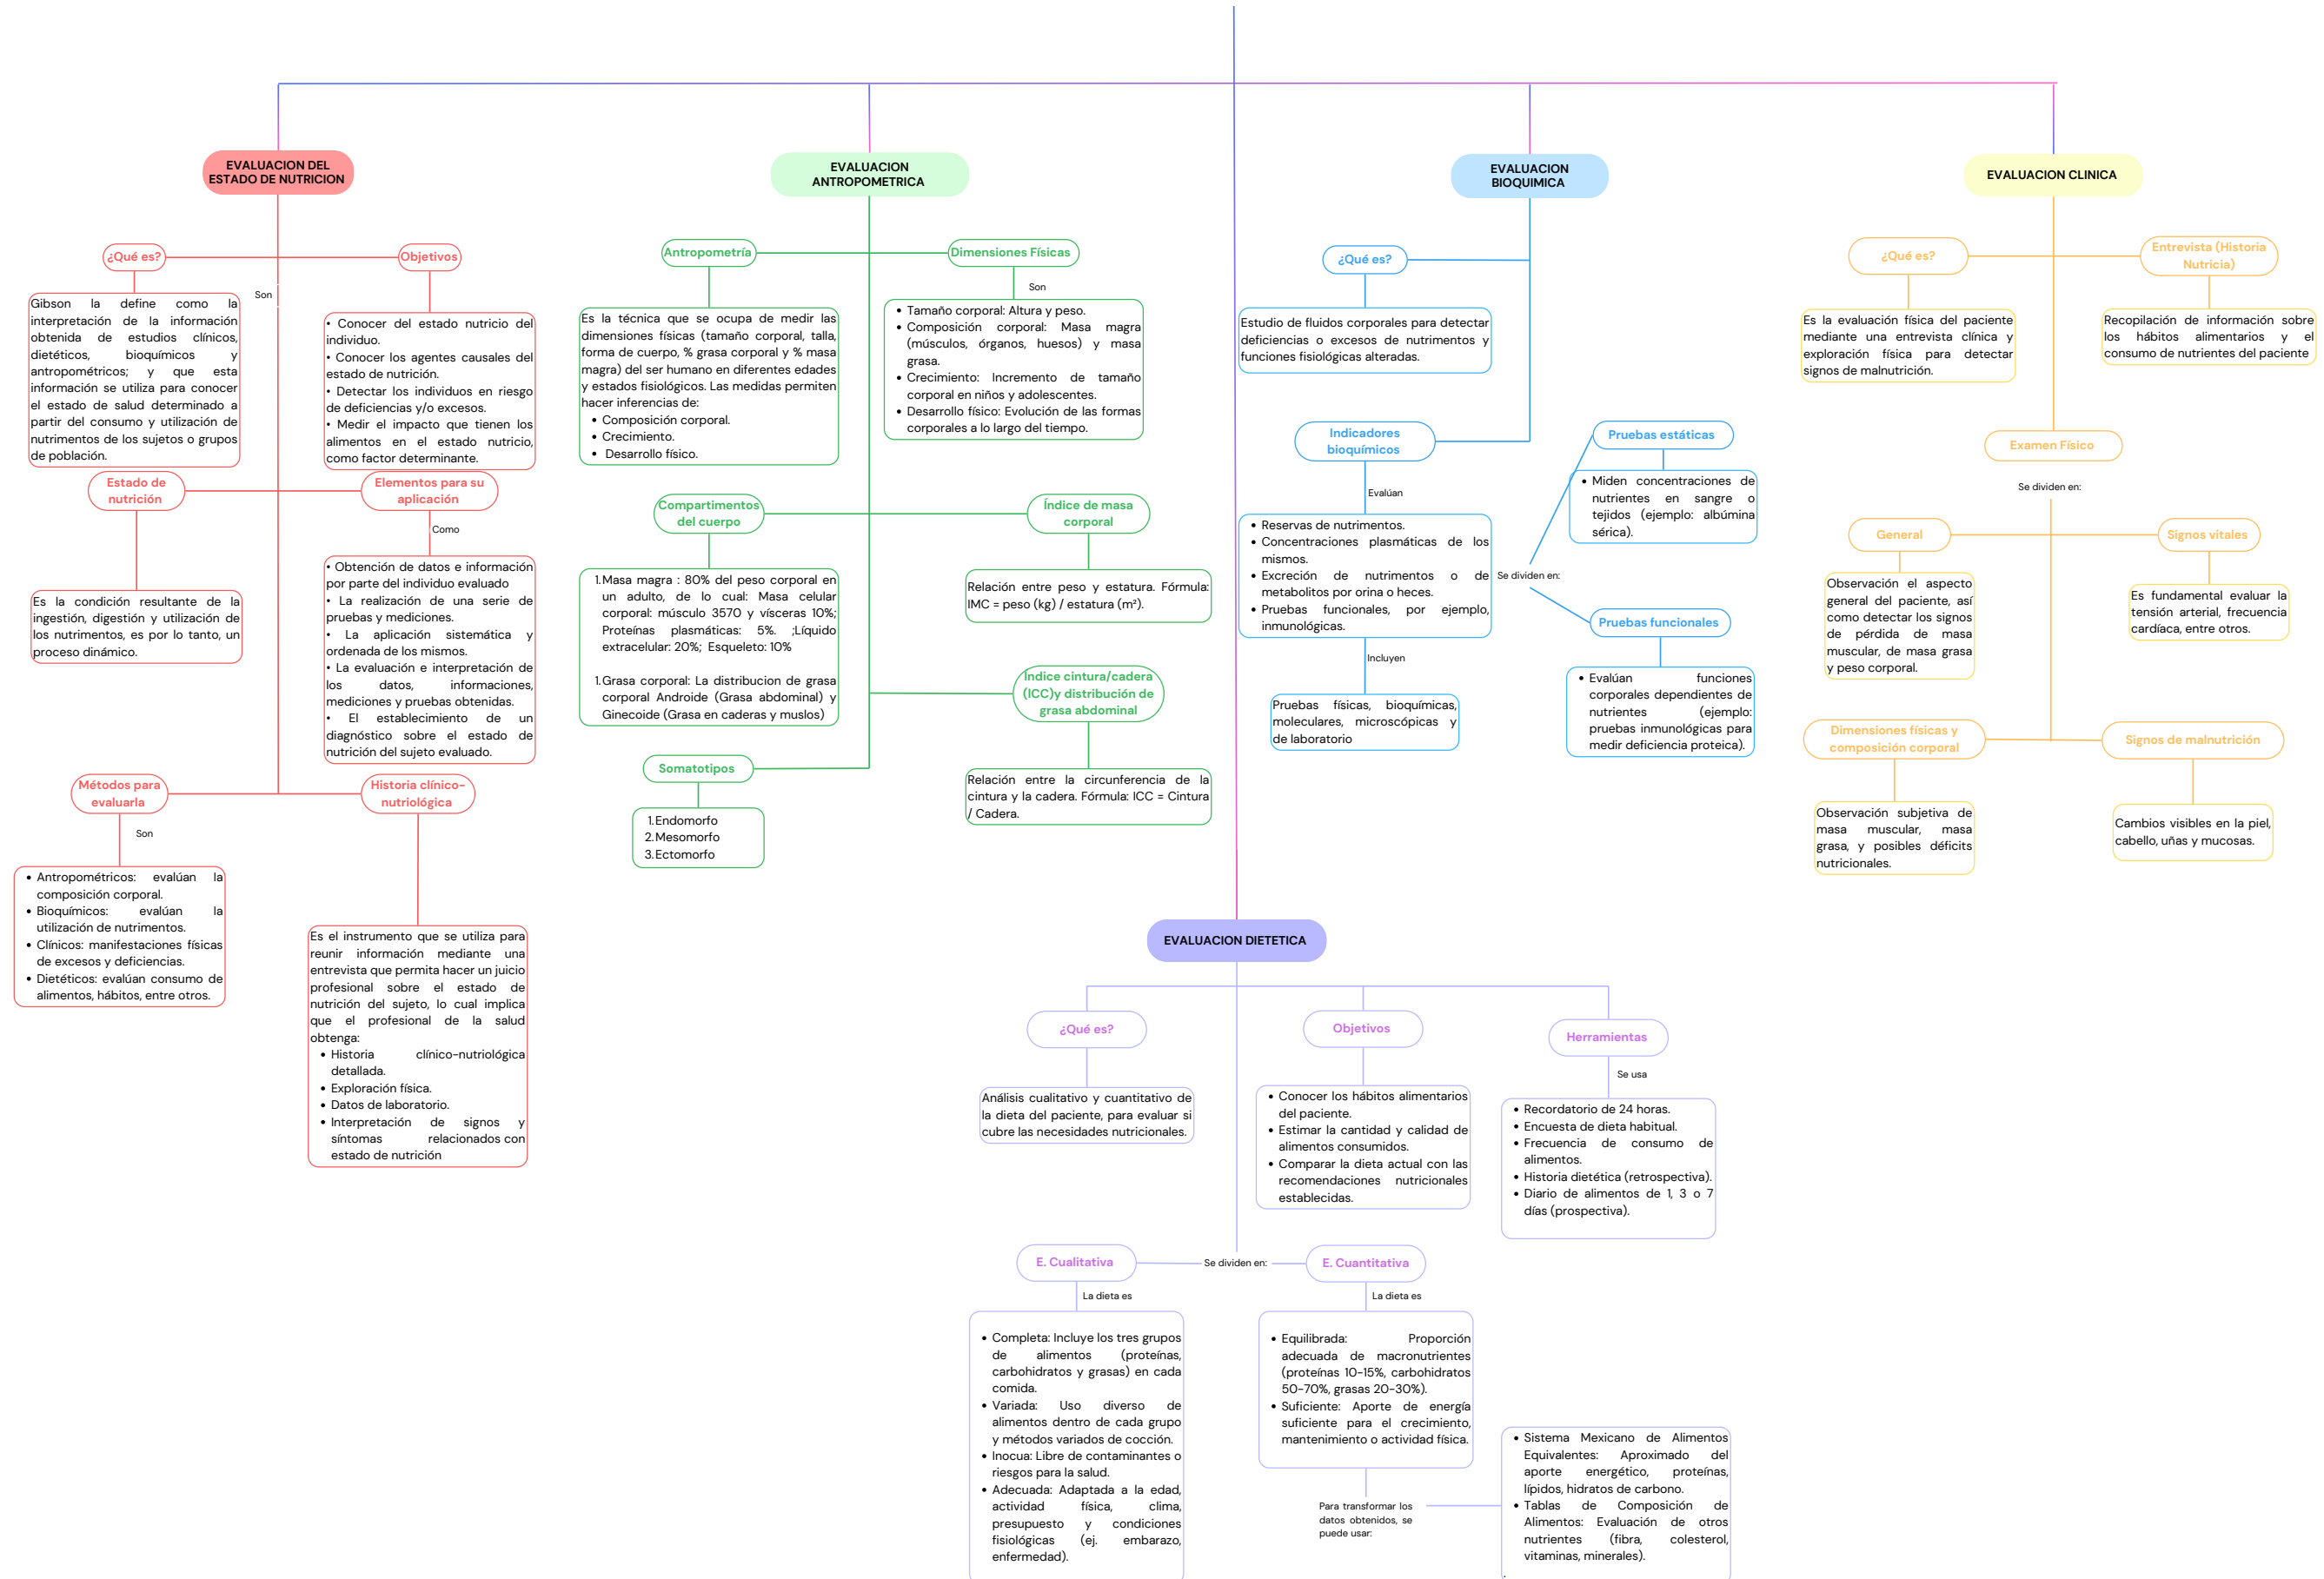 EVALUACION DEL
ESTADO DE NUTRICION
¿Qué es?
Objetivos
Son
Gibson la define como la
interpretación de la información
obtenida de estudios clínicos,
dietéticos, bioquímicos y
antropométricos; y que esta
información se utiliza para conocer
el estado de salud determinado a
partir del consumo y utilización de
nutrimentos de los sujetos o grupos
de población.
• Conocer del estado nutricio del
individuo.
• Conocer los agentes causales del
estado de nutrición.
• Detectar los individuos en riesgo
de deficiencias y/o excesos.
• Medir el impacto que tienen los
alimentos en el estado nutricio,
como factor determinante.
Estado de
nutrición
Elementos para su
aplicación
Como
Es la condición resultante de la
ingestión, digestión y utilización de
los nutrimentos, es por lo tanto, un
proceso dinámico.
• Obtención de datos e información
por parte del individuo evaluado
• La realización de una serie de
pruebas y mediciones.
• La aplicación sistemática y
ordenada de los mismos.
• La evaluación e interpretación de
los datos, informaciones,
mediciones y pruebas obtenidas.
• El establecimiento de un
diagnóstico sobre el estado de
nutrición del sujeto evaluado.
Métodos para
evaluarla
Historia clínico-
nutriológica
Son
• Antropométricos: evalúan la
composición corporal.
• Bioquímicos: evalúan la
utilización de nutrimentos.
• Clínicos: manifestaciones físicas
de excesos y deficiencias.
• Dietéticos: evalúan consumo de
alimentos, hábitos, entre otros.
Es el instrumento que se utiliza para
reunir información mediante una
entrevista que permita hacer un juicio
profesional sobre el estado de
nutrición del sujeto, lo cual implica
que el profesional de la salud
obtenga:
• Historia clínico-nutriológica
detallada.
• Exploración física.
• Datos de laboratorio.
• Interpretación de signos y
síntomas relacionados con
estado de nutrición
EVALUACION
ANTROPOMETRICA
Antropometría
Dimensiones Físicas
Son
Es la técnica que se ocupa de medir las
dimensiones físicas (tamaño corporal, talla,
forma de cuerpo, % grasa corporal y % masa
magra) del ser humano en diferentes edades
y estados fisiológicos. Las medidas permiten
hacer inferencias de:
• Composición corporal.
• Crecimiento.
• Desarrollo físico.
• Tamaño corporal: Altura y peso.
• Composición corporal: Masa magra
(músculos, órganos, huesos) y masa
grasa.
• Crecimiento: Incremento de tamaño
corporal en niños y adolescentes.
• Desarrollo físico: Evolución de las formas
corporales a lo largo del tiempo.
Compartimentos
del cuerpo
Índice de masa
corporal
1. Masa magra : 80% del peso corporal en
un adulto, de lo cual: Masa celular
corporal: músculo 3570 y vísceras 10%;
Proteínas plasmáticas: 5%. ;Líquido
extracelular: 20%; Esqueleto: 10%
1. Grasa corporal: La distribucion de grasa
corporal Androide (Grasa abdominal) y
Ginecoide (Grasa en caderas y muslos)
Relación entre peso y estatura. Fórmula:
IMC = peso (kg) / estatura (m²).
Índice cintura/cadera
(ICC)y distribución de
grasa abdominal
Somatotipos
1. Endomorfo
2. Mesomorfo
3. Ectomorfo
Relación entre la circunferencia de la
cintura y la cadera. Fórmula: ICC = Cintura
/ Cadera.
EVALUACION
BIOQUIMICA
¿Qué es?
Estudio de fluidos corporales para detectar
deficiencias o excesos de nutrimentos y
funciones fisiológicas alteradas.
Indicadores
bioquímicos
Evalúan
• Reservas de nutrimentos.
• Concentraciones plasmáticas de los
mismos.
• Excreción de nutrimentos o de
metabolitos por orina o heces.
• Pruebas funcionales, por ejemplo,
inmunológicas.
Incluyen
Pruebas físicas, bioquímicas,
moleculares, microscópicas y
de laboratorio
Se dividen en:
Pruebas estáticas
• Miden concentraciones de
nutrientes en sangre o
tejidos (ejemplo: albúmina
sérica).
Pruebas funcionales
• Evalúan funciones
corporales dependientes de
nutrientes (ejemplo:
pruebas inmunológicas para
medir deficiencia proteica).
EVALUACION CLINICA
¿Qué es?
Entrevista (Historia
Nutricia)
Es la evaluación física del paciente
mediante una entrevista clínica y
exploración física para detectar
signos de malnutrición.
Recopilación de información sobre
los hábitos alimentarios y el
consumo de nutrientes del paciente
Examen Físico
Se dividen en:
General
Signos vitales
Observación el aspecto
general del paciente, así
como detectar los signos
de pérdida de masa
muscular, de masa grasa
y peso corporal.
Es fundamental evaluar la
tensión arterial, frecuencia
cardíaca, entre otros.
Dimensiones físicas y
composición corporal
Signos de malnutrición
Observación subjetiva de
masa muscular, masa
grasa, y posibles déficits
nutricionales.
Cambios visibles en la piel,
cabello, uñas y mucosas.
EVALUACION DIETETICA
¿Qué es?
Objetivos
Herramientas
Se usa
Análisis cualitativo y cuantitativo de
la dieta del paciente, para evaluar si
cubre las necesidades nutricionales.
• Conocer los hábitos alimentarios
del paciente.
• Estimar la cantidad y calidad de
alimentos consumidos.
• Comparar la dieta actual con las
recomendaciones nutricionales
establecidas.
• Recordatorio de 24 horas.
• Encuesta de dieta habitual.
• Frecuencia de consumo de
alimentos.
• Historia dietética (retrospectiva).
• Diario de alimentos de 1, 3 o 7
días (prospectiva).
E. Cualitativa
Se dividen en:
E. Cuantitativa
La dieta es
La dieta es
• Completa: Incluye los tres grupos
de alimentos (proteínas,
carbohidratos y grasas) en cada
comida.
• Variada: Uso diverso de
alimentos dentro de cada grupo
y métodos variados de cocción.
• Inocua: Libre de contaminantes o
riesgos para la salud.
• Adecuada: Adaptada a la edad,
actividad física, clima,
presupuesto y condiciones
fisiológicas (ej. embarazo,
enfermedad).
• Equilibrada: Proporción
adecuada de macronutrientes
(proteínas 10-15%, carbohidratos
50-70%, grasas 20-30%).
• Suficiente: Aporte de energía
suficiente para el crecimiento,
mantenimiento o actividad física.
Para transformar los
datos obtenidos, se
puede usar:
• Sistema Mexicano de Alimentos
Equivalentes: Aproximado del
aporte energético, proteínas,
lípidos, hidratos de carbono.
• Tablas de Composición de
Alimentos: Evaluación de otros
nutrientes (fibra, colesterol,
vitaminas, minerales).